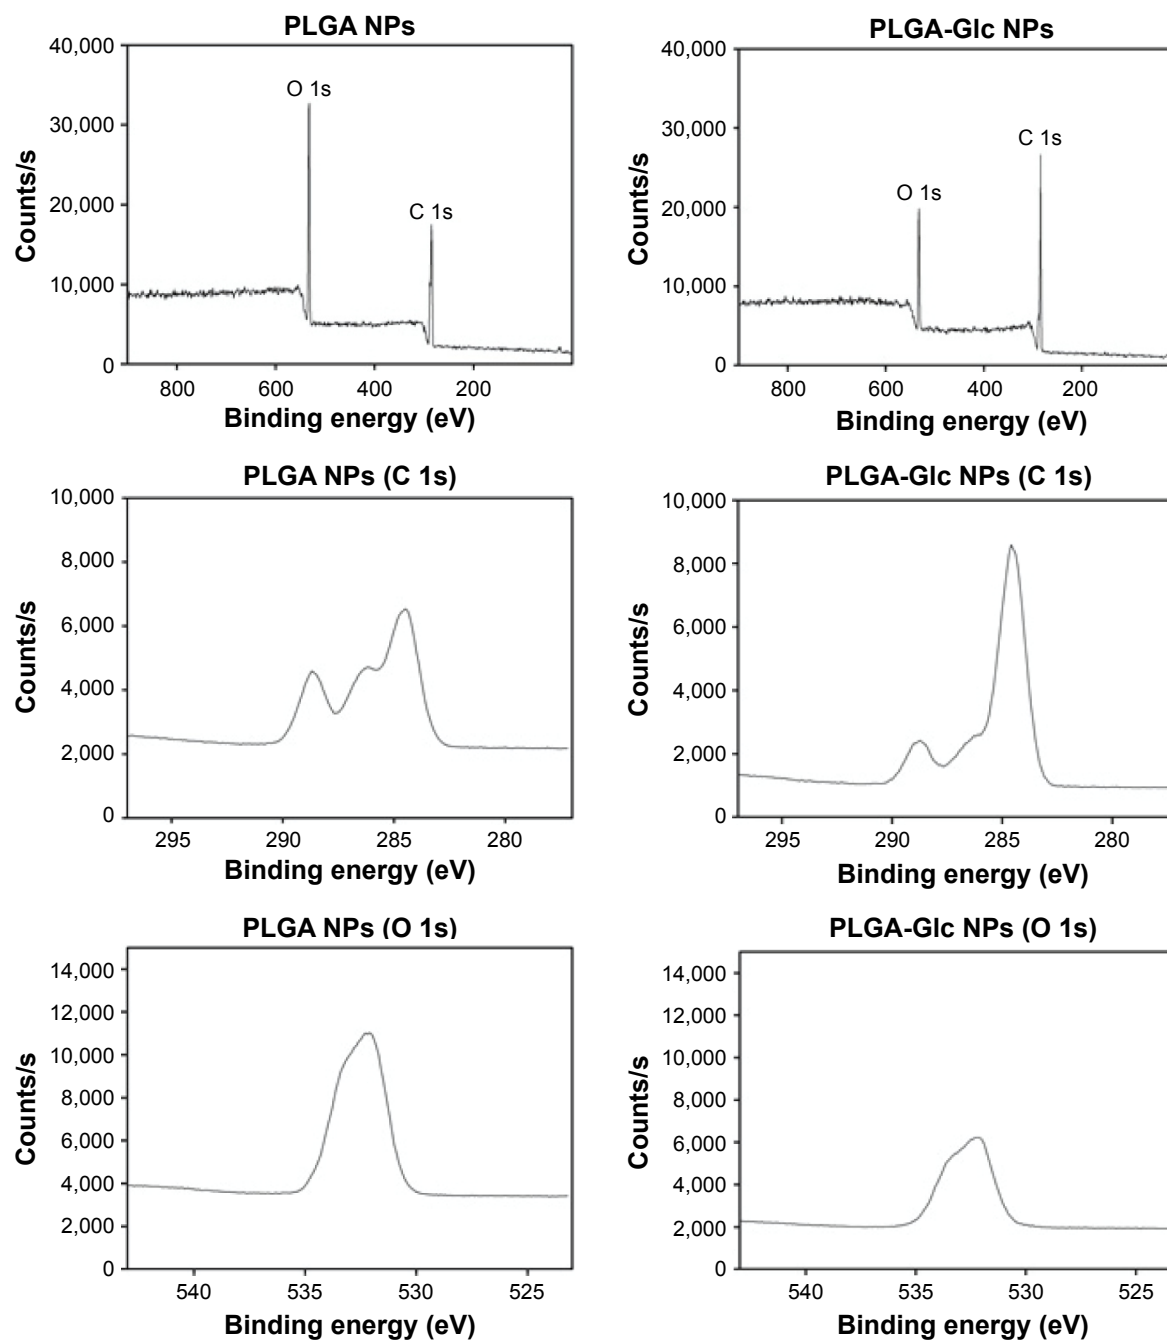 PLGA NPs
40,000
30,000
20,000
10,000
0
Counts/s
O 1s
C 1s
800 600 400 200
Binding energy (eV)
PLGA-Glc NPs
40,000
30,000
20,000
10,000
0
Counts/s
O 1s
C 1s
800 600 400 200
Binding energy (eV)
PLGA NPs (C 1s)
10,000
8,000
6,000
4,000
2,000
0
Counts/s
295 290 285 280
Binding energy (eV)
PLGA-Glc NPs (C 1s)
10,000
8,000
6,000
4,000
2,000
0
Counts/s
295 290 285 280
Binding energy (eV)
PLGA NPs (O 1s)
14,000
12,000
10,000
8,000
6,000
4,000
2,000
0
Counts/s
540 535 530 525
Binding energy (eV)
PLGA-Glc NPs (O 1s)
14,000
12,000
10,000
8,000
6,000
4,000
2,000
0
Counts/s
540 535 530 525
Binding energy (eV)